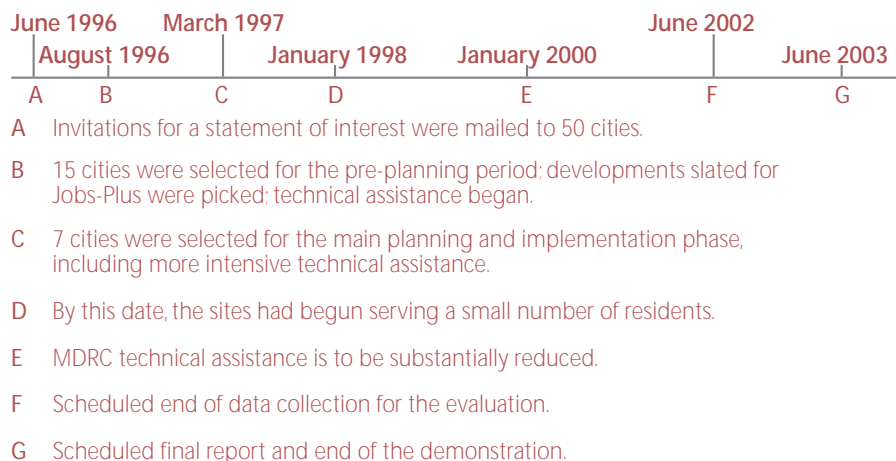 June 1996 March 1997 June 2002
August 1996 January 1998 January 2000 June 2003
A B C D E F G
A Invitations for a statement of interest were mailed to 50 cities.
B 15 cities were selected for the pre-planning period; developments slated for
Jobs-Plus were picked; technical assistance began.
C 7 cities were selected for the main planning and implementation phase,
including more intensive technical assistance.
D By this date, the sites had begun serving a small number of residents.
E MDRC technical assistance is to be substantially reduced.
F Scheduled end of data collection for the evaluation.
G Scheduled final report and end of the demonstration.